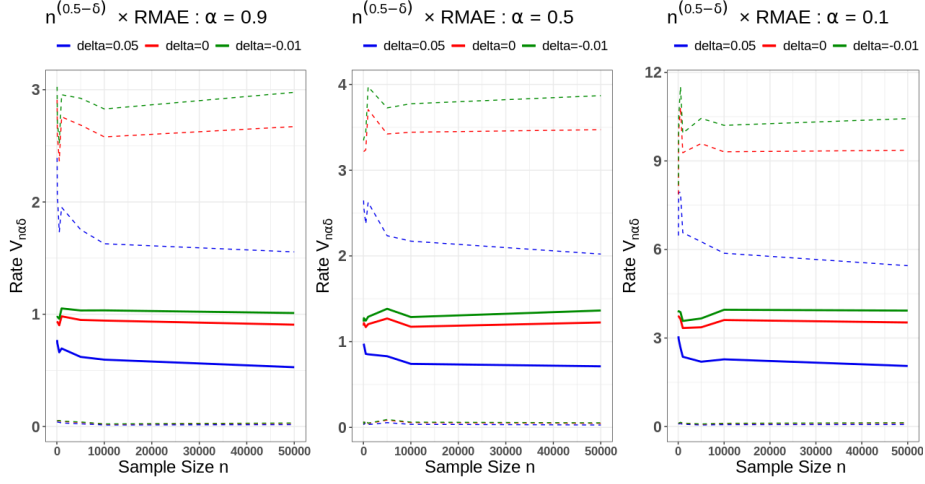 n^(0.5−δ) × RMAE : α = 0.9
delta=0.05 delta=0 delta=-0.01
Rate V_nαδ
3
2
1
0
0 10000 20000 30000 40000 50000
Sample Size n
n^(0.5−δ) × RMAE : α = 0.5
delta=0.05 delta=0 delta=-0.01
Rate V_nαδ
4
3
2
1
0
0 10000 20000 30000 40000 50000
Sample Size n
n^(0.5−δ) × RMAE : α = 0.1
delta=0.05 delta=0 delta=-0.01
Rate V_nαδ
12
9
6
3
0
0 10000 20000 30000 40000 50000
Sample Size n